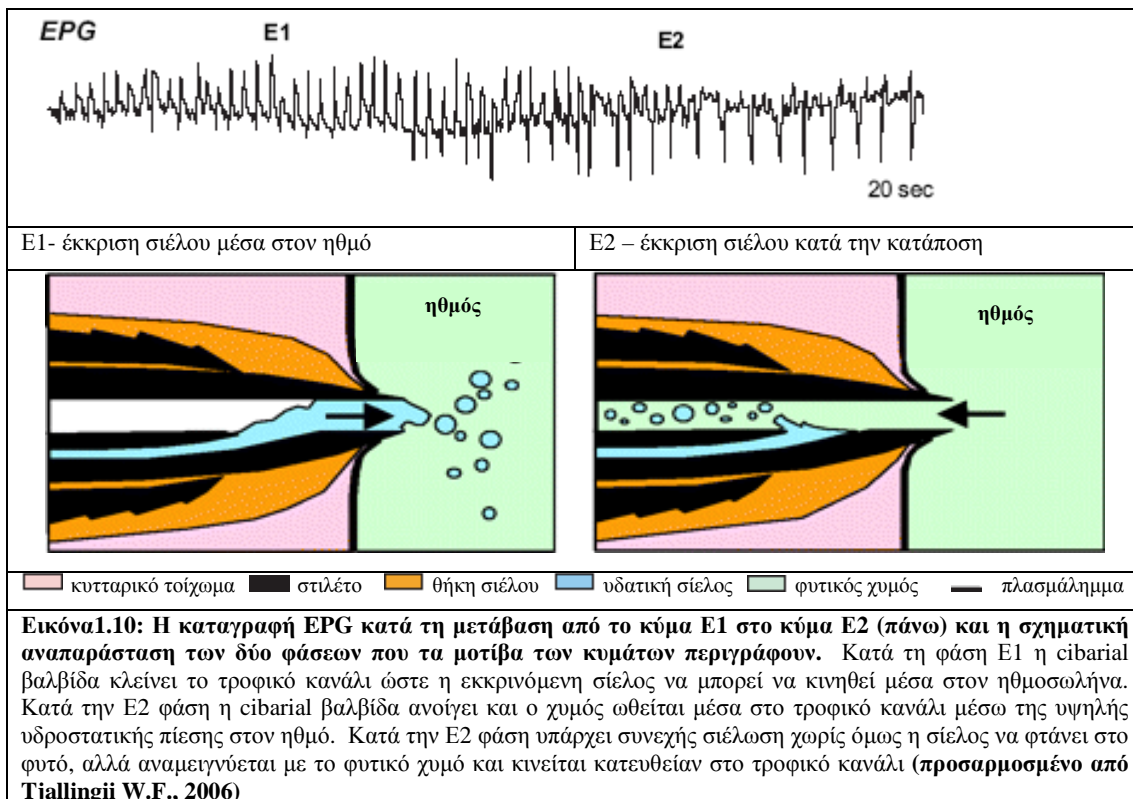 EPG
E1
E2
20 sec
E1- έκκριση σιέλου μέσα στον ηθμό
E2 – έκκριση σιέλου κατά την κατάποση
ηθμός
ηθμός
κυτταρικό τοίχωμα στιλέτο θήκη σιέλου υδατική σίελος φυτικός χυμός πλασμάλημμα
Εικόνα1.10: Η καταγραφή EPG κατά τη μετάβαση από το κύμα Ε1 στο κύμα Ε2 (πάνω) και η σχηματική
αναπαράσταση των δύο φάσεων που τα μοτίβα των κυμάτων περιγράφουν. Κατά τη φάση Ε1 η cibarial
βαλβίδα κλείνει το τροφικό κανάλι ώστε η εκκρινόμενη σίελος να μπορεί να κινηθεί μέσα στον ηθμοσωλήνα.
Κατά την Ε2 φάση η cibarial βαλβίδα ανοίγει και ο χυμός ωθείται μέσα στο τροφικό κανάλι μέσω της υψηλής
υδροστατικής πίεσης στον ηθμό. Κατά την Ε2 φάση υπάρχει συνεχής σιέλωση χωρίς όμως η σίελος να φτάνει στο
φυτό, αλλά αναμειγνύεται με το φυτικό χυμό και κινείται κατευθείαν στο τροφικό κανάλι (προσαρμοσμένο από
Tjallingii W.F., 2006)